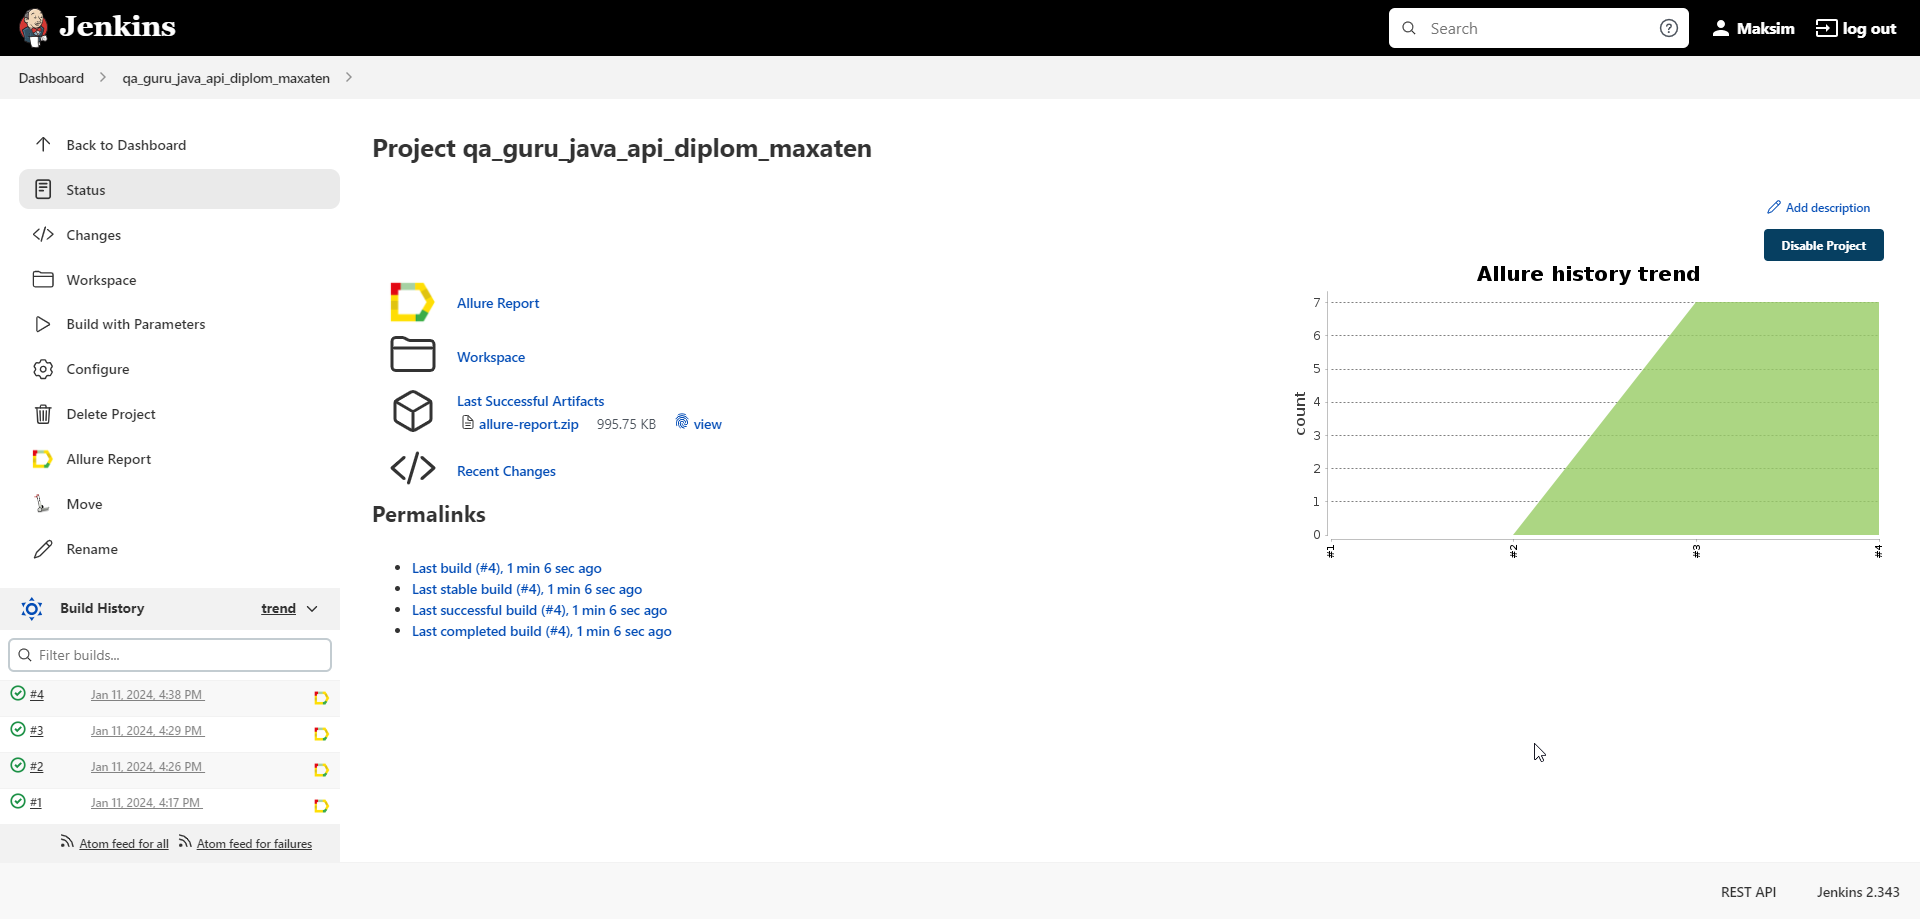 Jenkins
Search
Maksim
log out
Dashboard
qa_guru_java_api_diplom_maxaten
Back to Dashboard
Status
Changes
Workspace
Build with Parameters
Configure
Delete Project
Allure Report
Move
Rename
Build History
trend
Filter builds...
#4 Jan 11, 2024, 4:38 PM
#3 Jan 11, 2024, 4:29 PM
#2 Jan 11, 2024, 4:26 PM
#1 Jan 11, 2024, 4:17 PM
Atom feed for all Atom feed for failures
Project qa_guru_java_api_diplom_maxaten
Add description
Disable Project
Allure Report
Workspace
Last Successful Artifacts
allure-report.zip 995.75 KB view
Recent Changes
Permalinks
Last build (#4), 1 min 6 sec ago
Last stable build (#4), 1 min 6 sec ago
Last successful build (#4), 1 min 6 sec ago
Last completed build (#4), 1 min 6 sec ago
Allure history trend
count
7
6
5
4
3
2
1
0
#1
#2
#3
#4
REST API
Jenkins 2.343